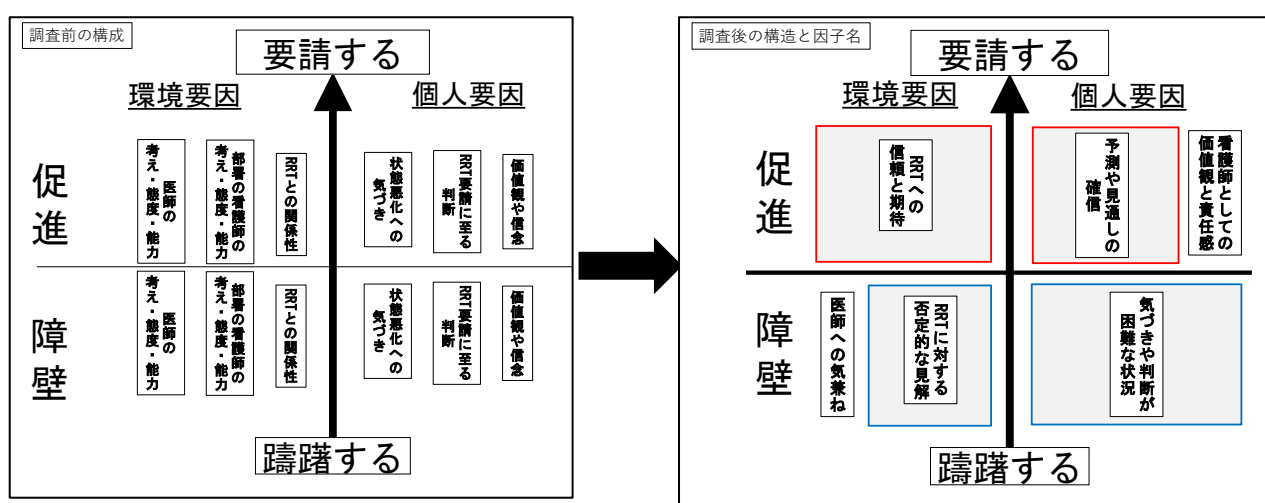 調査前の構成
要請する
環境要因
個人要因
促進
医師の
考え・態度・能力
部署の看護師の
考え・態度・能力
RRTとの関係性
状態悪化への
気づき
RRT要請に至る
判断
価値観や信念
障壁
医師の
考え・態度・能力
部署の看護師の
考え・態度・能力
RRTとの関係性
状態悪化への
気づき
RRT要請に至る
判断
価値観や信念
躊躇する
調査後の構造と因子名
要請する
環境要因
個人要因
促進
RRTへの
信頼と期待
予測や見通しの
確信
看護師としての
価値観と責任感
障壁
医師への気兼ね
RRTに対する
否定的な見解
気づきや判断が
困難な状況
躊躇する